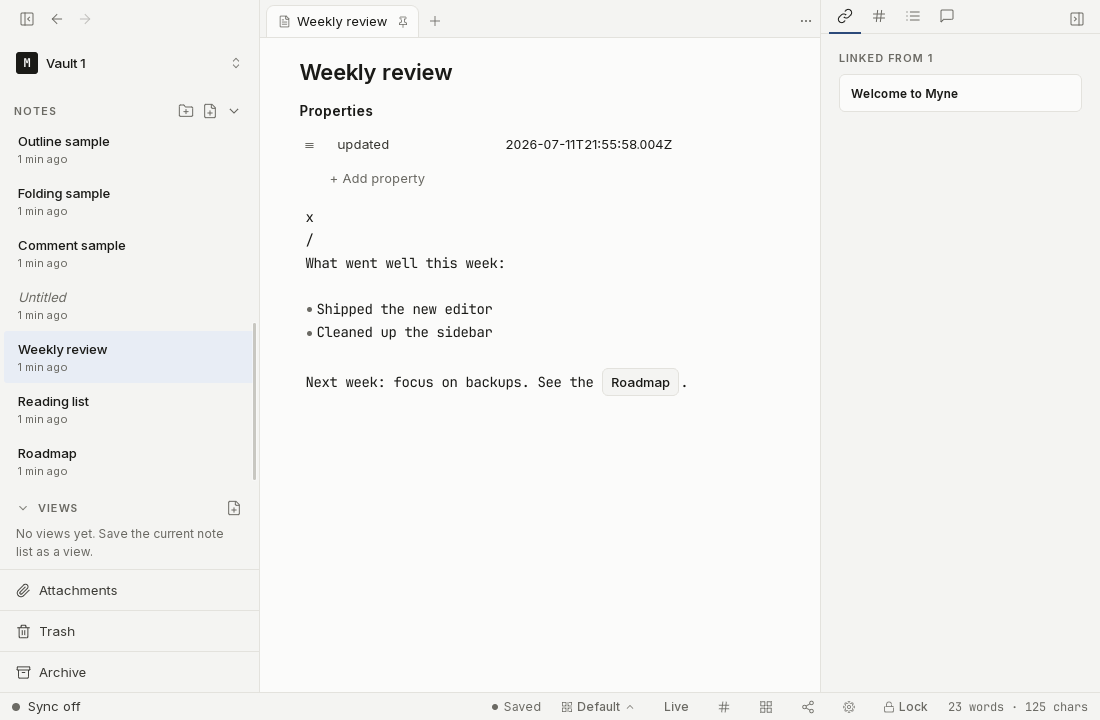 M Vault 1
NOTES
Outline sample
1 min ago
Folding sample
1 min ago
Comment sample
1 min ago
Untitled
1 min ago
Weekly review
1 min ago
Reading list
1 min ago
Roadmap
1 min ago
VIEWS
No views yet. Save the current note
list as a view.
Attachments
Trash
Archive
Weekly review
Weekly review
Properties
updated 2026-07-11T21:55:58.004Z
+ Add property
x
/
What went well this week:
• Shipped the new editor
• Cleaned up the sidebar
Next week: focus on backups. See the Roadmap .
LINKED FROM 1
Welcome to Myne
Sync off
Saved Default Live Lock 23 words · 125 chars